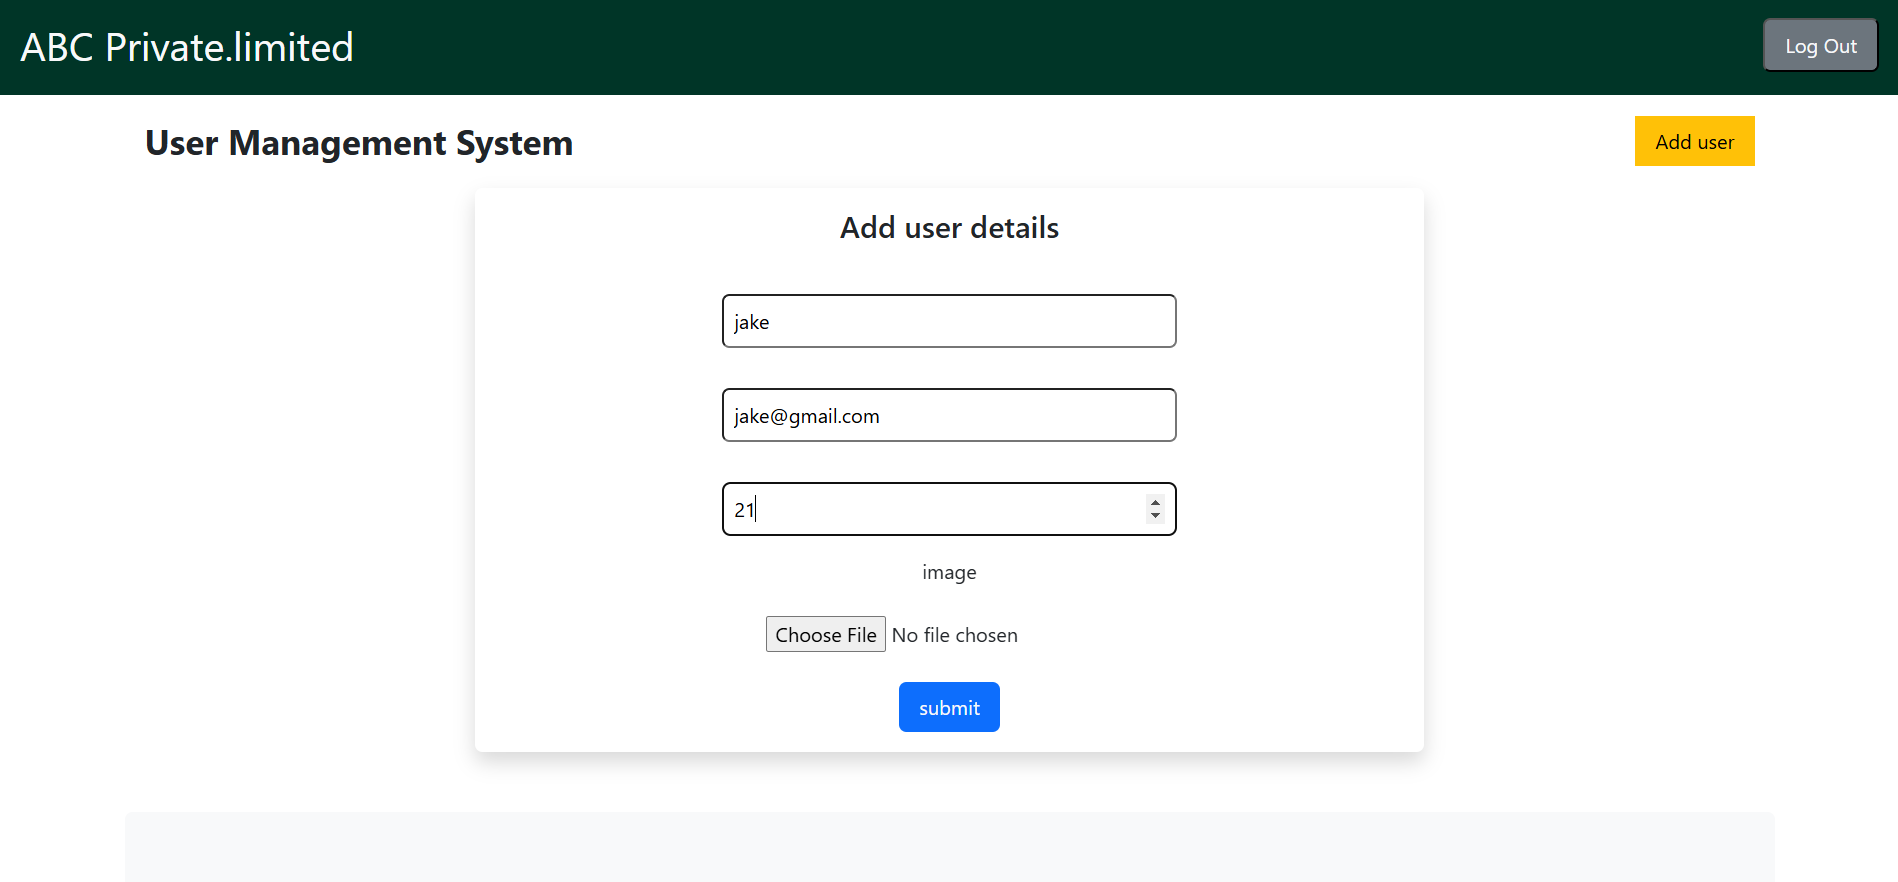 ABC Private.limited
Log Out
User Management System
Add user
Add user details
jake
jake@gmail.com
21
image
Choose File No file chosen
submit